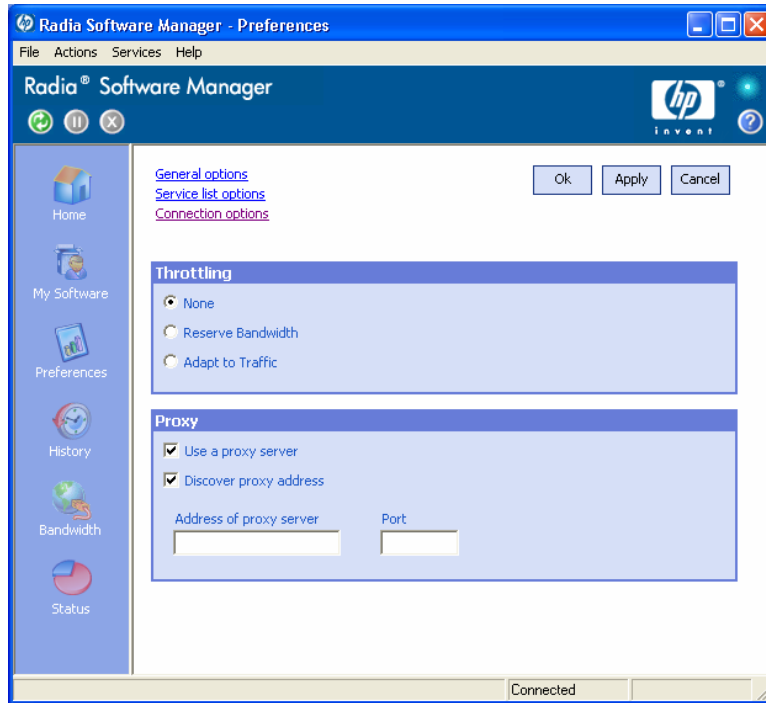 Radia Software Manager - Preferences
File Actions Services Help
Radia® Software Manager
hp
®
invent
?
Home
My Software
Preferences
History
Bandwidth
Status
General options
Service list options
Connection options
Ok Apply Cancel
Throttling
None
Reserve Bandwidth
Adapt to Traffic
Proxy
Use a proxy server
Discover proxy address
Address of proxy server Port
Connected